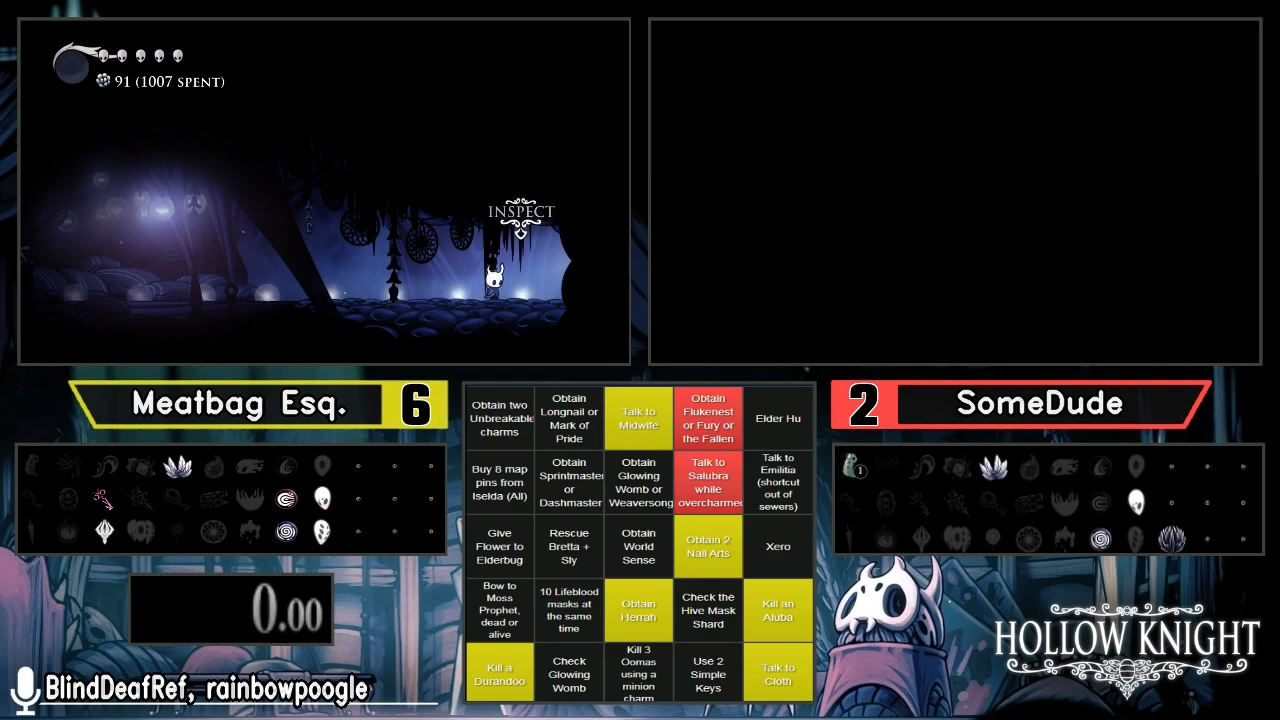 91 (1007 SPENT)
INSPECT
Meatbag Esq.
6
2
SomeDude
Obtain two
Unbreakable
charms
Obtain
Longnail or
Mark of
Pride
Talk to
Midwife
Obtain
Flukenest
or Fury or
the Fallen
Elder Hu
Buy 8 map
pins from
Iselda (All)
Obtain
Sprintmaster
or
Dashmaster
Obtain
Glowing
Womb or
Weaversong
Talk to
Salubra
while
overcharmed
Talk to
Emilitia
(shortcut
out of
sewers)
Give
Flower to
Elderbug
Rescue
Bretta +
Sly
Obtain
World
Sense
Obtain 2
Nail Arts
Xero
Bow to
Moss
Prophet,
dead or
alive
10 Lifeblood
masks at
the same
time
Obtain
Herrah
Check the
Hive Mask
Shard
Kill an
Aluba
Kill a
Durandoo
Check
Glowing
Womb
Kill 3
Oomas
using a
minion
charm
Use 2
Simple
Keys
Talk to
Cloth
1
0.00
BlindDeafRef, rainbowpoogle
HOLLOW KNIGHT